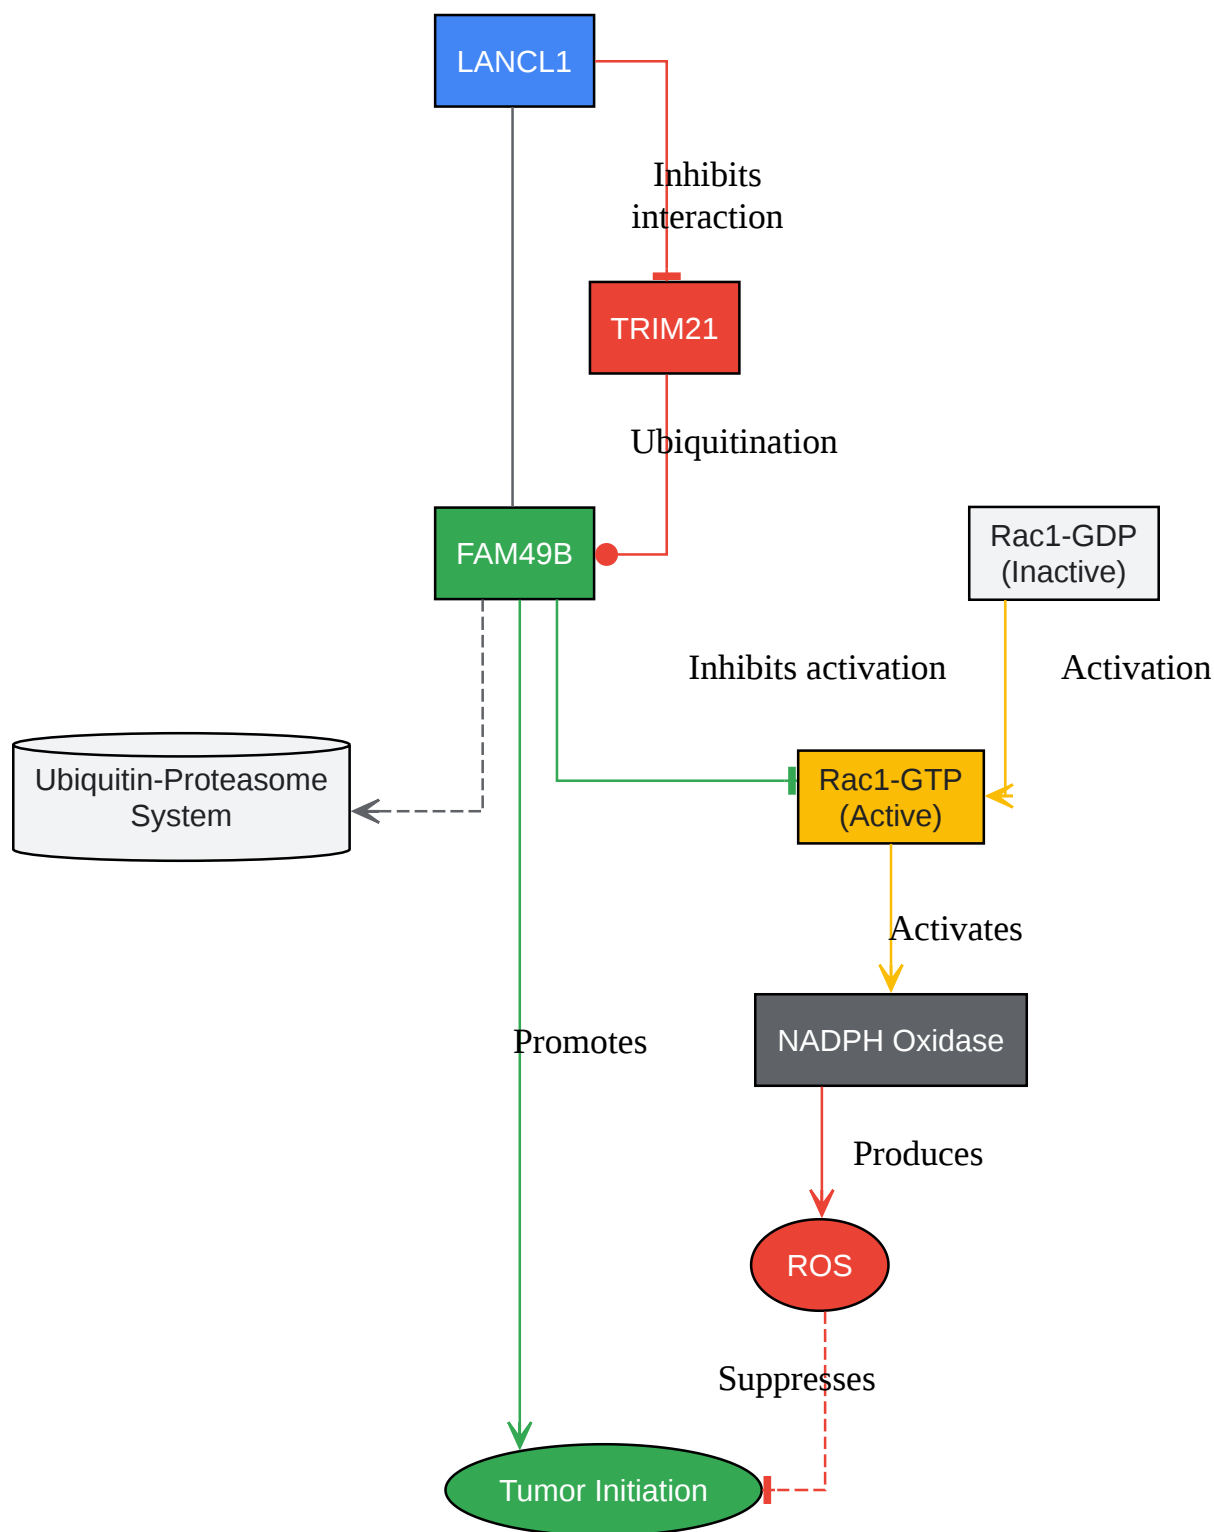 LANCL1
Inhibits
interaction
TRIM21
Ubiquitination
FAM49B
Rac1-GDP
(Inactive)
Inhibits activation
Activation
Ubiquitin-Proteasome
System
Rac1-GTP
(Active)
Activates
Promotes
NADPH Oxidase
Produces
ROS
Suppresses
Tumor Initiation